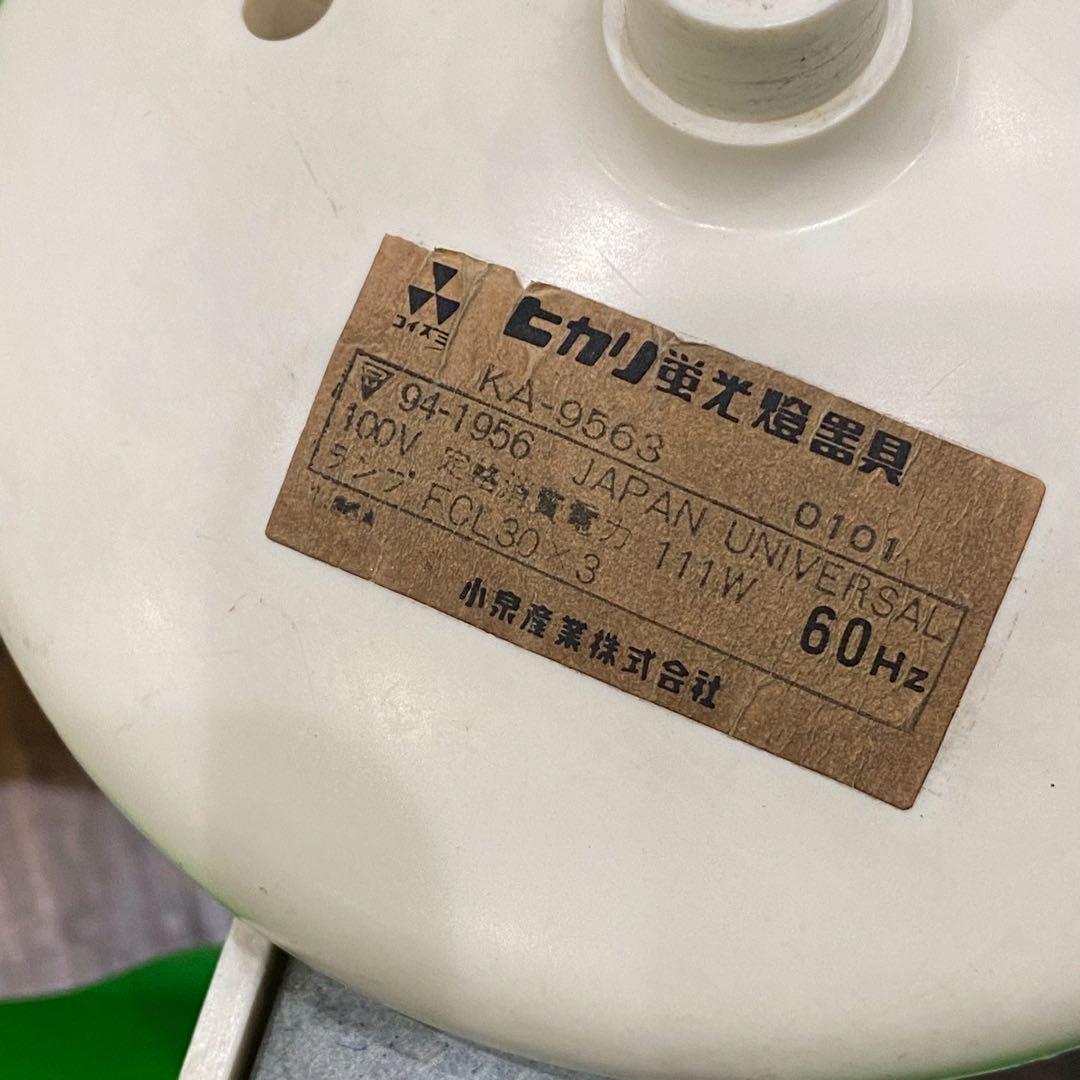 コイズミ
ヒカリ蛍光燈器具
KA-9563 0101
〒 94-1956 JAPAN UNIVERSAL
100V 定格消費電力 111W
ランプ FCL30×3 60Hz
小泉産業株式会社